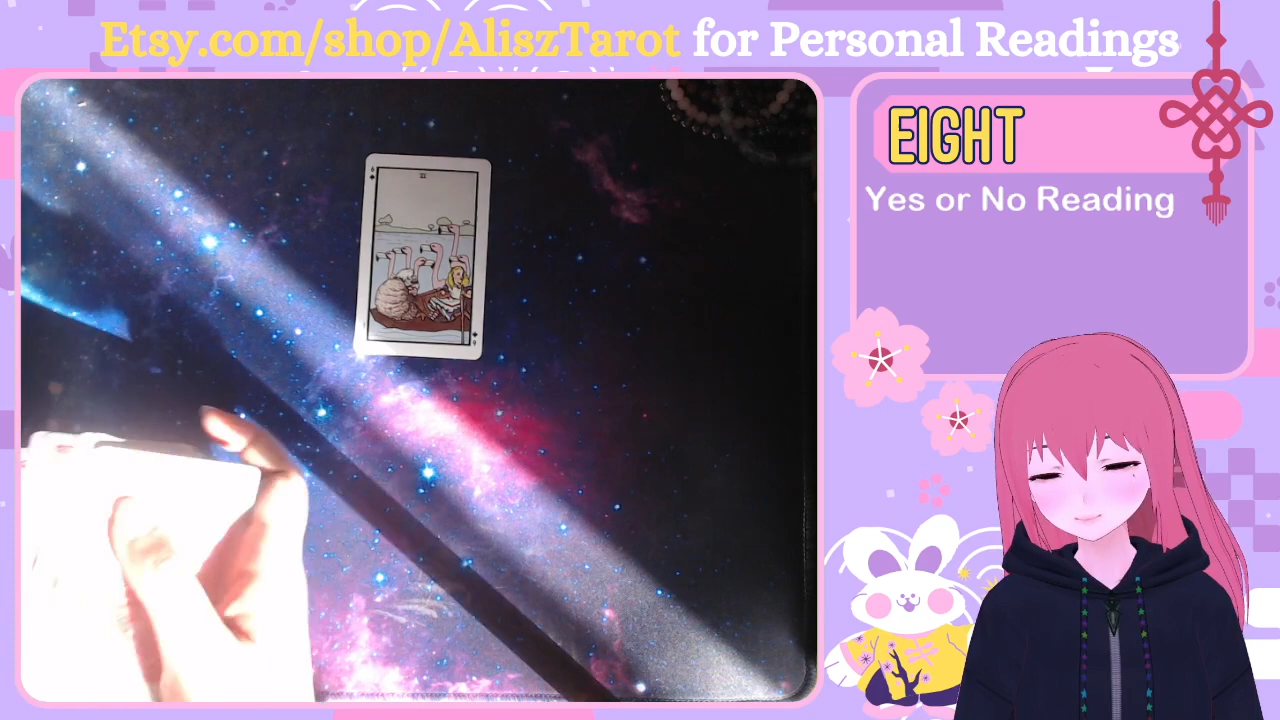 Etsy.com/shop/AliszTarot for Personal Readings
EIGHT
Yes or No Reading